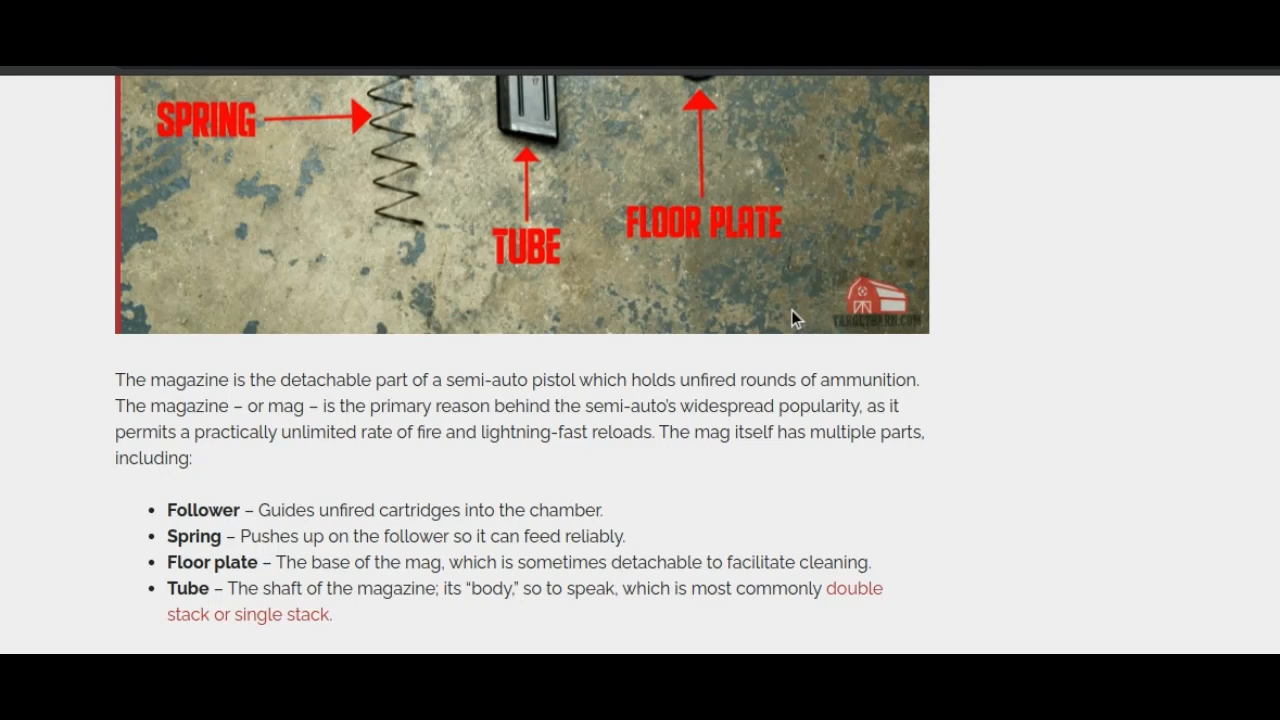 SPRING
TUBE
FLOOR PLATE
TARGETBARN.COM
The magazine is the detachable part of a semi-auto pistol which holds unfired rounds of ammunition.
The magazine – or mag – is the primary reason behind the semi-auto’s widespread popularity, as it
permits a practically unlimited rate of fire and lightning-fast reloads. The mag itself has multiple parts,
including:
• Follower – Guides unfired cartridges into the chamber.
• Spring – Pushes up on the follower so it can feed reliably.
• Floor plate – The base of the mag, which is sometimes detachable to facilitate cleaning.
• Tube – The shaft of the magazine; its “body,” so to speak, which is most commonly double
stack or single stack.